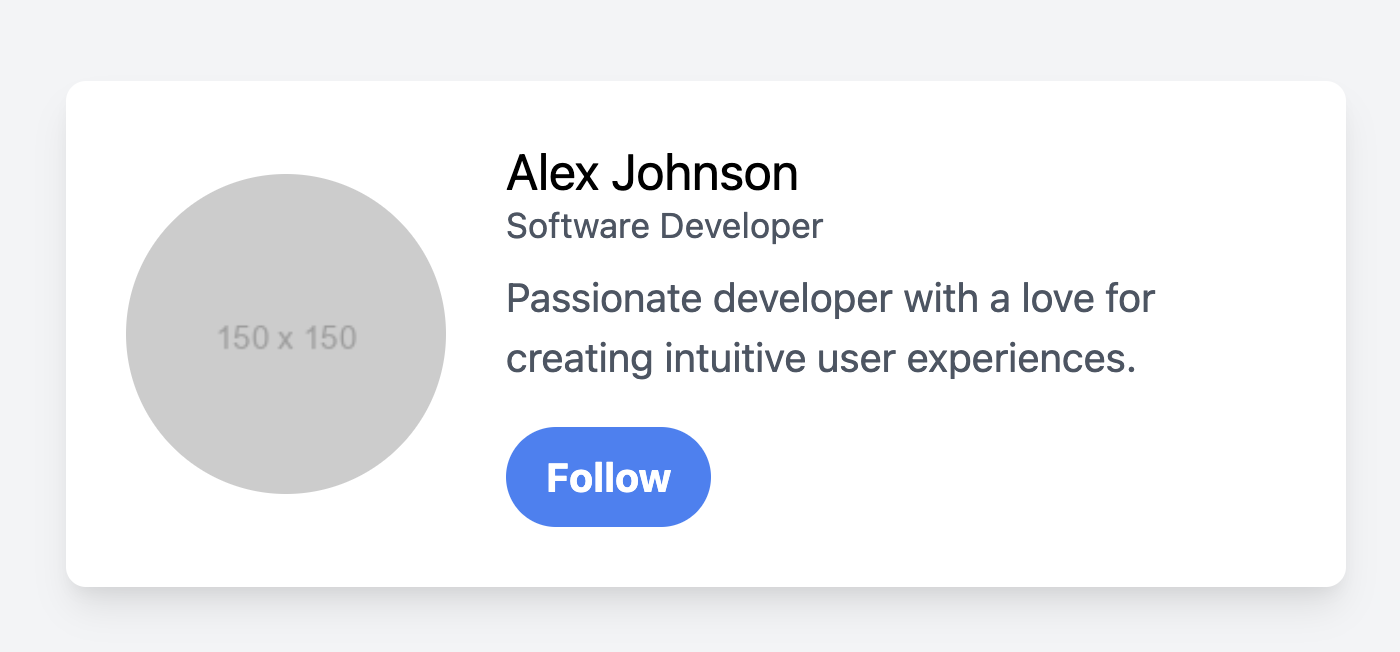 150 x 150
Alex Johnson
Software Developer
Passionate developer with a love for
creating intuitive user experiences.
Follow